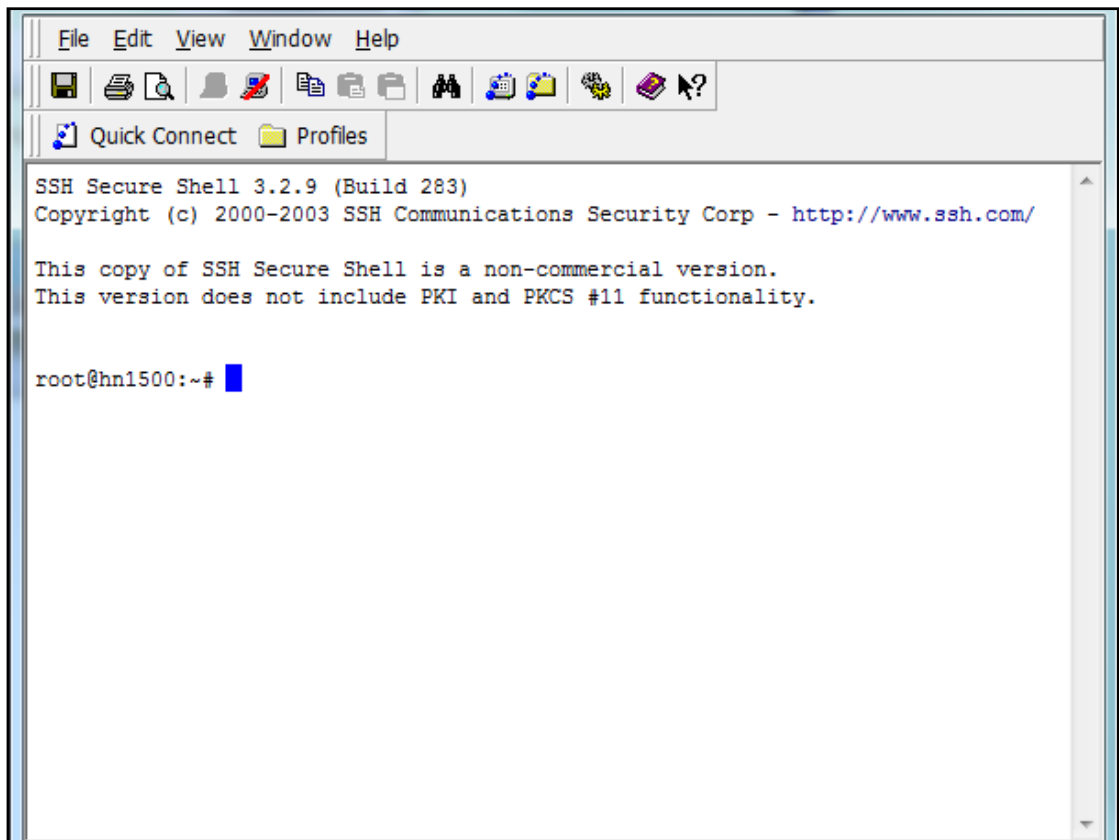 File Edit View Window Help
Quick Connect Profiles
SSH Secure Shell 3.2.9 (Build 283)
Copyright (c) 2000-2003 SSH Communications Security Corp - http://www.ssh.com/
This copy of SSH Secure Shell is a non-commercial version.
This version does not include PKI and PKCS #11 functionality.
root@hn1500:~#